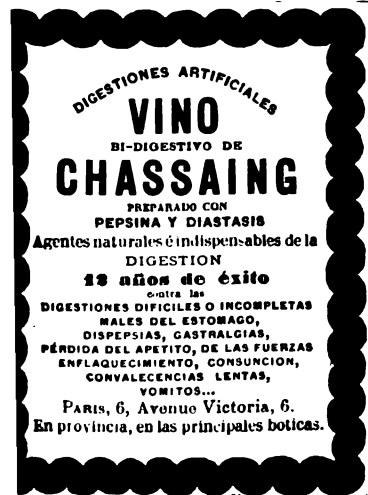 DIGESTIONES ARTIFICIALES
VINO
BI-DIGESTIVO DE
CHASSAING
PREPARADO CON
PEPSINA Y DIASTASIS
Agentes naturales é indispensables de la
DIGESTION
12 años de éxito
contra las
DIGESTIONES DIFICILES O INCOMPLETAS
MALES DEL ESTOMAGO,
DISPEPSIAS, GASTRALGIAS,
PÉRDIDA DEL APETITO, DE LAS FUERZAS
ENFLAQUECIMIENTO, CONSUNCION,
CONVALECENCIAS LENTAS,
VOMITOS...
PARIS, 6, Avenue Victoria, 6.
En provincia, en las principales boticas.